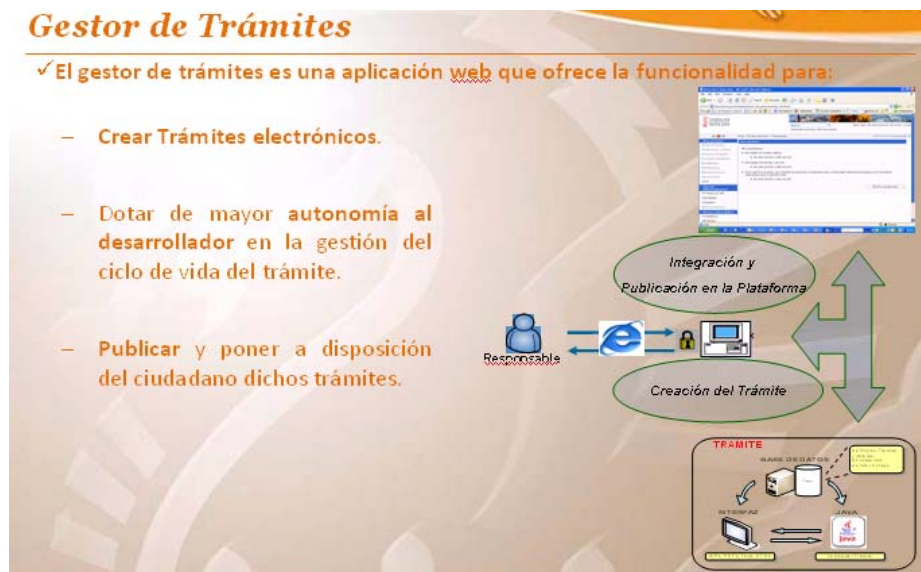 Gestor de Trámites
✓El gestor de trámites es una aplicación web que ofrece la funcionalidad para:
– Crear Trámites electrónicos.
– Dotar de mayor autonomía al
desarrollador en la gestión del
ciclo de vida del trámite.
– Publicar y poner a disposición
del ciudadano dichos trámites.
Integración y
Publicación en la Plataforma
Responsable
Creación del Trámite
TRAMITE
BASE DE DATOS
INTERFAZ
JAVA
Java